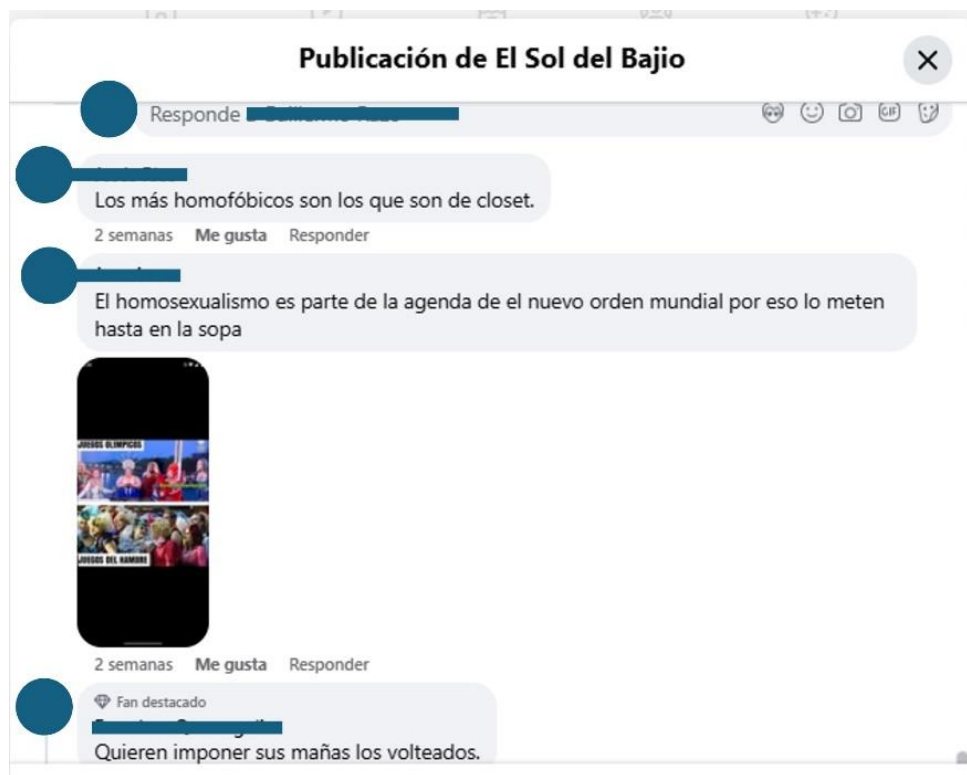 Publicación de El Sol del Bajio
Responde
Los más homofóbicos son los que son de closet.
2 semanas Me gusta Responder
El homosexualismo es parte de la agenda de el nuevo orden mundial por eso lo meten
hasta en la sopa
JUEGOS OLIMPICOS
JUEGOS DEL HAMBRE
2 semanas Me gusta Responder
Fan destacado
Quieren imponer sus mañas los volteados.